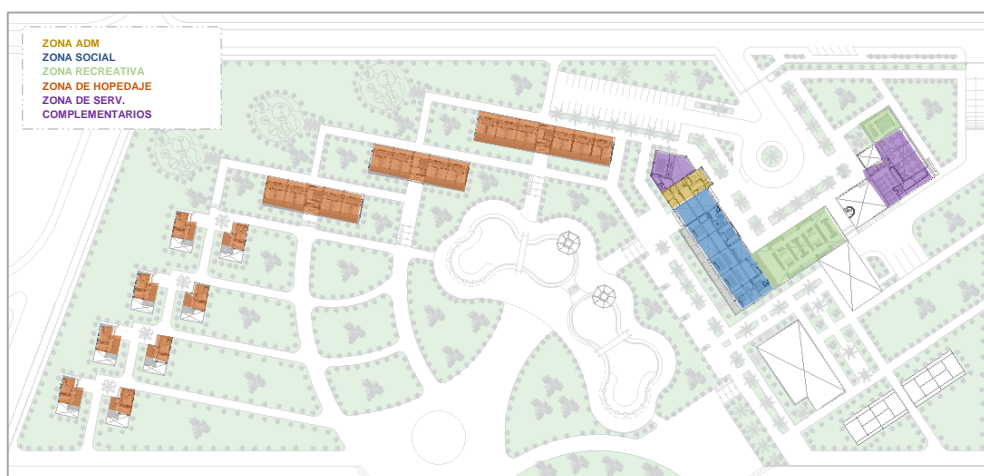 ZONA ADM
ZONA SOCIAL
ZONA RECREATIVA
ZONA DE HOPEDAJE
ZONA DE SERV.
COMPLEMENTARIOS